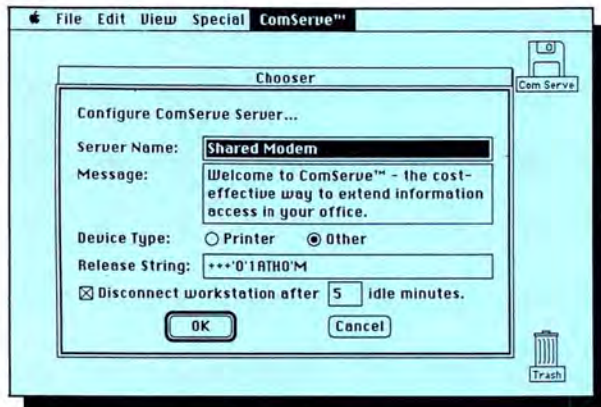 File Edit View Special ComServe™
Com Serve
Chooser
Configure ComServe Server...
Server Name: Shared Modem
Message: Welcome to ComServe™ - the cost-
effective way to extend information
access in your office.
Device Type: Printer Other
Release String: +++'0'1ATH0'M
Disconnect workstation after 5 idle minutes.
OK Cancel
Trash